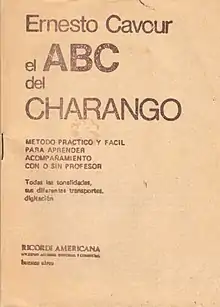 Ernesto Cavour
el ABC
del
CHARANGO
METODO PRACTICO Y FACIL
PARA APRENDER
ACOMPAÑAMIENTO
CON O SIN PROFESOR
Todas las tonalidades,
sus diferentes transportes,
digitación
RICORDI AMERICANA
buenos aires